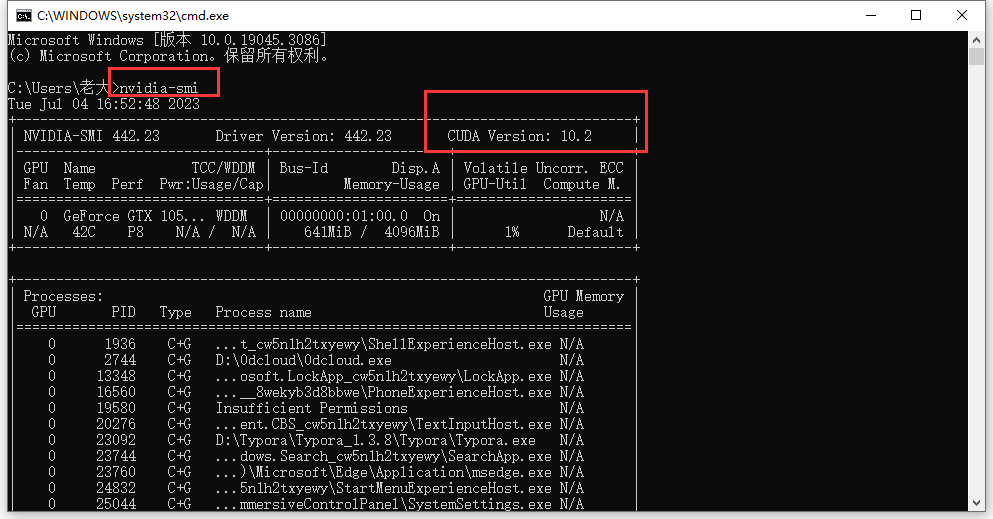 C:\WINDOWS\system32\cmd.exe
Microsoft Windows [版本 10.0.19045.3086]
(c) Microsoft Corporation。保留所有权利。
C:\Users\老大>nvidia-smi
Tue Jul 04 16:52:48 2023
NVIDIA-SMI 442.23 Driver Version: 442.23 CUDA Version: 10.2
GPU Name TCC/WDDM | Bus-Id Disp.A | Volatile Uncorr. ECC
Fan Temp Perf Pwr:Usage/Cap| Memory-Usage | GPU-Util Compute M.
0 GeForce GTX 105... WDDM | 00000000:01:00.0 On | N/A
N/A 42C P8 N/A / N/A | 641MiB / 4096MiB | 1% Default
Processes: GPU Memory
GPU PID Type Process name Usage
0 1936 C+G ...t_cw5n1h2txyewy\ShellExperienceHost.exe N/A
0 2744 C+G D:\Odcloud\Odcloud.exe N/A
0 13348 C+G ...osoft.LockApp_cw5n1h2txyewy\LockApp.exe N/A
0 16560 C+G ...__8wekyb3d8bbwe\PhoneExperienceHost.exe N/A
0 19580 C+G Insufficient Permissions N/A
0 20276 C+G ...ent.CBS_cw5n1h2txyewy\TextInputHost.exe N/A
0 23092 C+G D:\Typora\Typora_1.3.8\Typora\Typora.exe N/A
0 23744 C+G ...dows.Search_cw5n1h2txyewy\SearchApp.exe N/A
0 23760 C+G ...)\Microsoft\Edge\Application\msedge.exe N/A
0 24832 C+G ...5n1h2txyewy\StartMenuExperienceHost.exe N/A
0 25044 C+G ...mmersiveControlPanel\SystemSettings.exe N/A